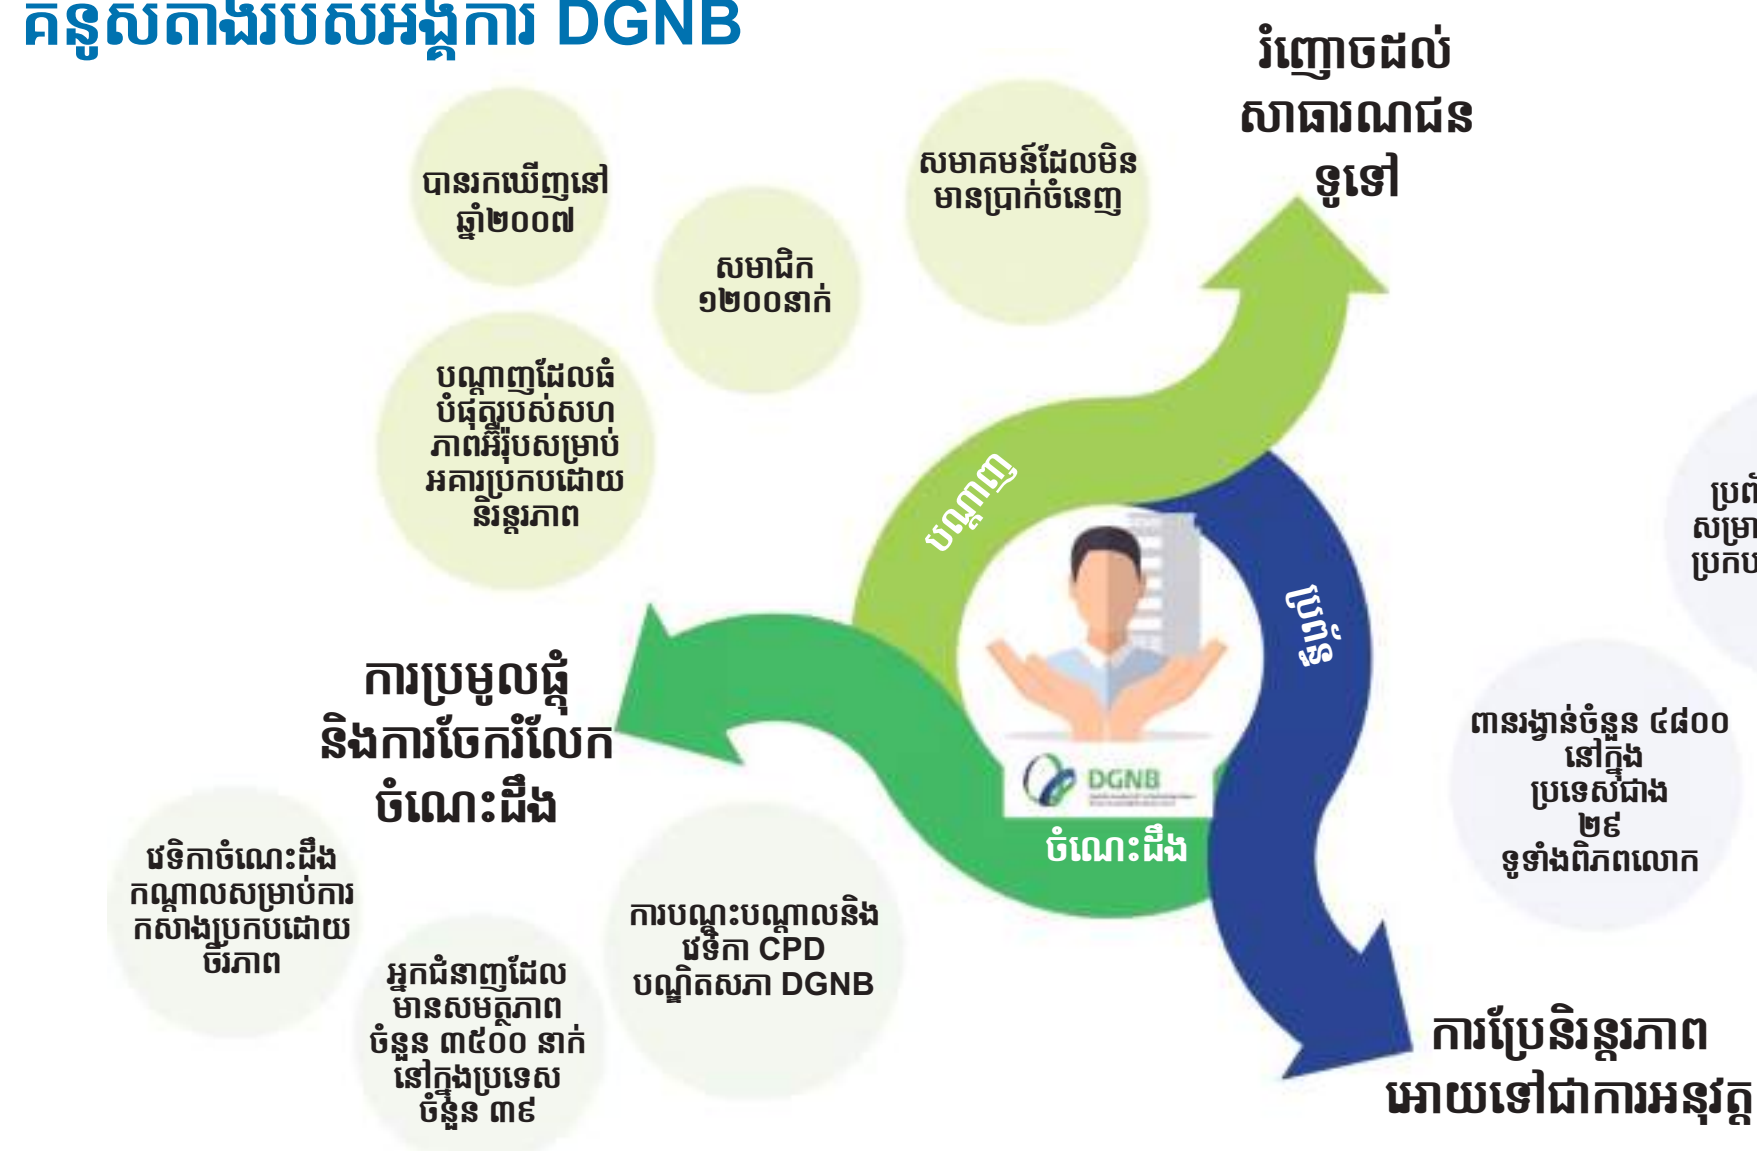 គន្លូសតាងរបស់អង្គការ DGNB
រំញោចដល់
សាធារណជន
ទូទៅ
បានរកឃើញនៅ
ឆ្នាំ២០០៧
សមាជិក
១២០០នាក់
សមាគមន៍ដែលមិន
មានប្រាក់ចំនេញ
បណ្តាញដែលធំ
បំផុតរបស់សហ
ភាពអ៊ឺរ៉ុបសម្រាប់
អគារប្រកបដោយ
និរន្តរភាព
បណ្តាញ
ប្រព័ន្ធ
ចំណេះដឹង
DGNB
ការប្រមូលផ្តុំ
និងការចែករំលែក
ចំណេះដឹង
វេទិកាចំណេះដឹង
កណ្តាលសម្រាប់ការ
កសាងប្រកបដោយ
ចីរភាព
អ្នកជំនាញដែល
មានសមត្ថភាព
ចំនួន ៣៥០០ នាក់
នៅក្នុងប្រទេស
ចំនួន ៣៩
ការបណ្តុះបណ្តាលនិង
វេទិកា CPD
បណ្ឌិតសភា DGNB
ពានរង្វាន់ចំនួន ៤៨០០
នៅក្នុង
ប្រទេសជាង
២៩
ទូទាំងពិភពលោក
ការប្រែនិរន្តរភាព
អោយទៅជាការអនុវត្ត